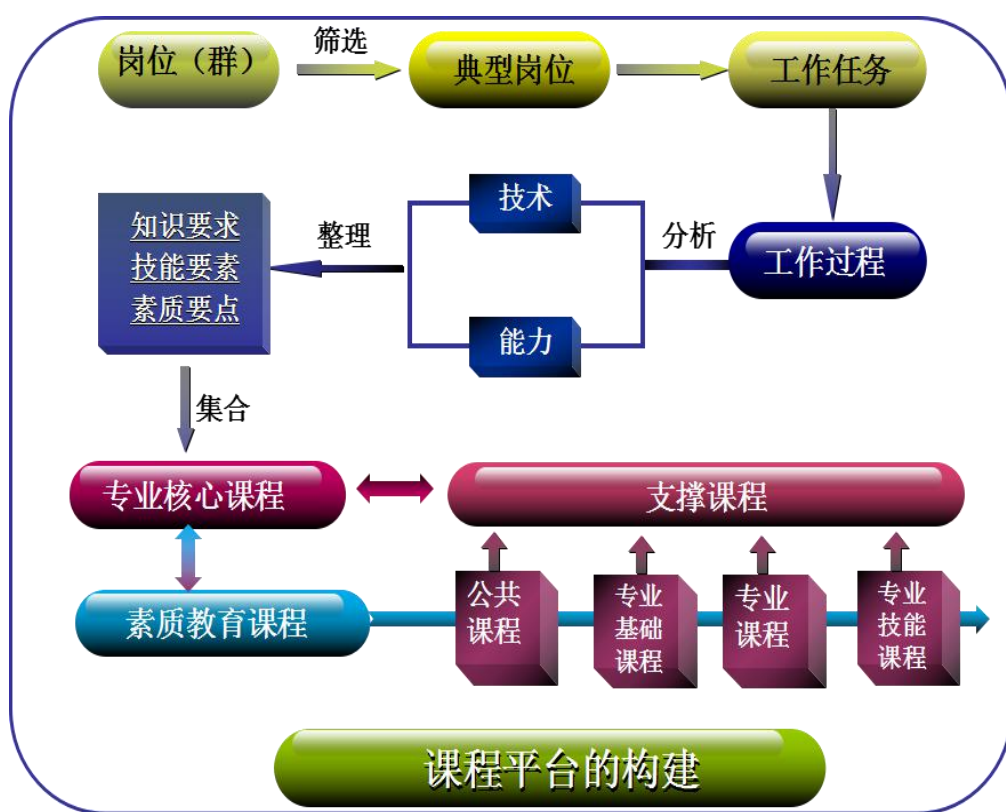 岗位（群）
筛选
典型岗位
工作任务
技术
知识要求
技能要素
素质要点
整理
分析
工作过程
能力
集合
专业核心课程
支撑课程
素质教育课程
公共
课程
专业
基础
课程
专业
课程
专业
技能
课程
课程平台的构建